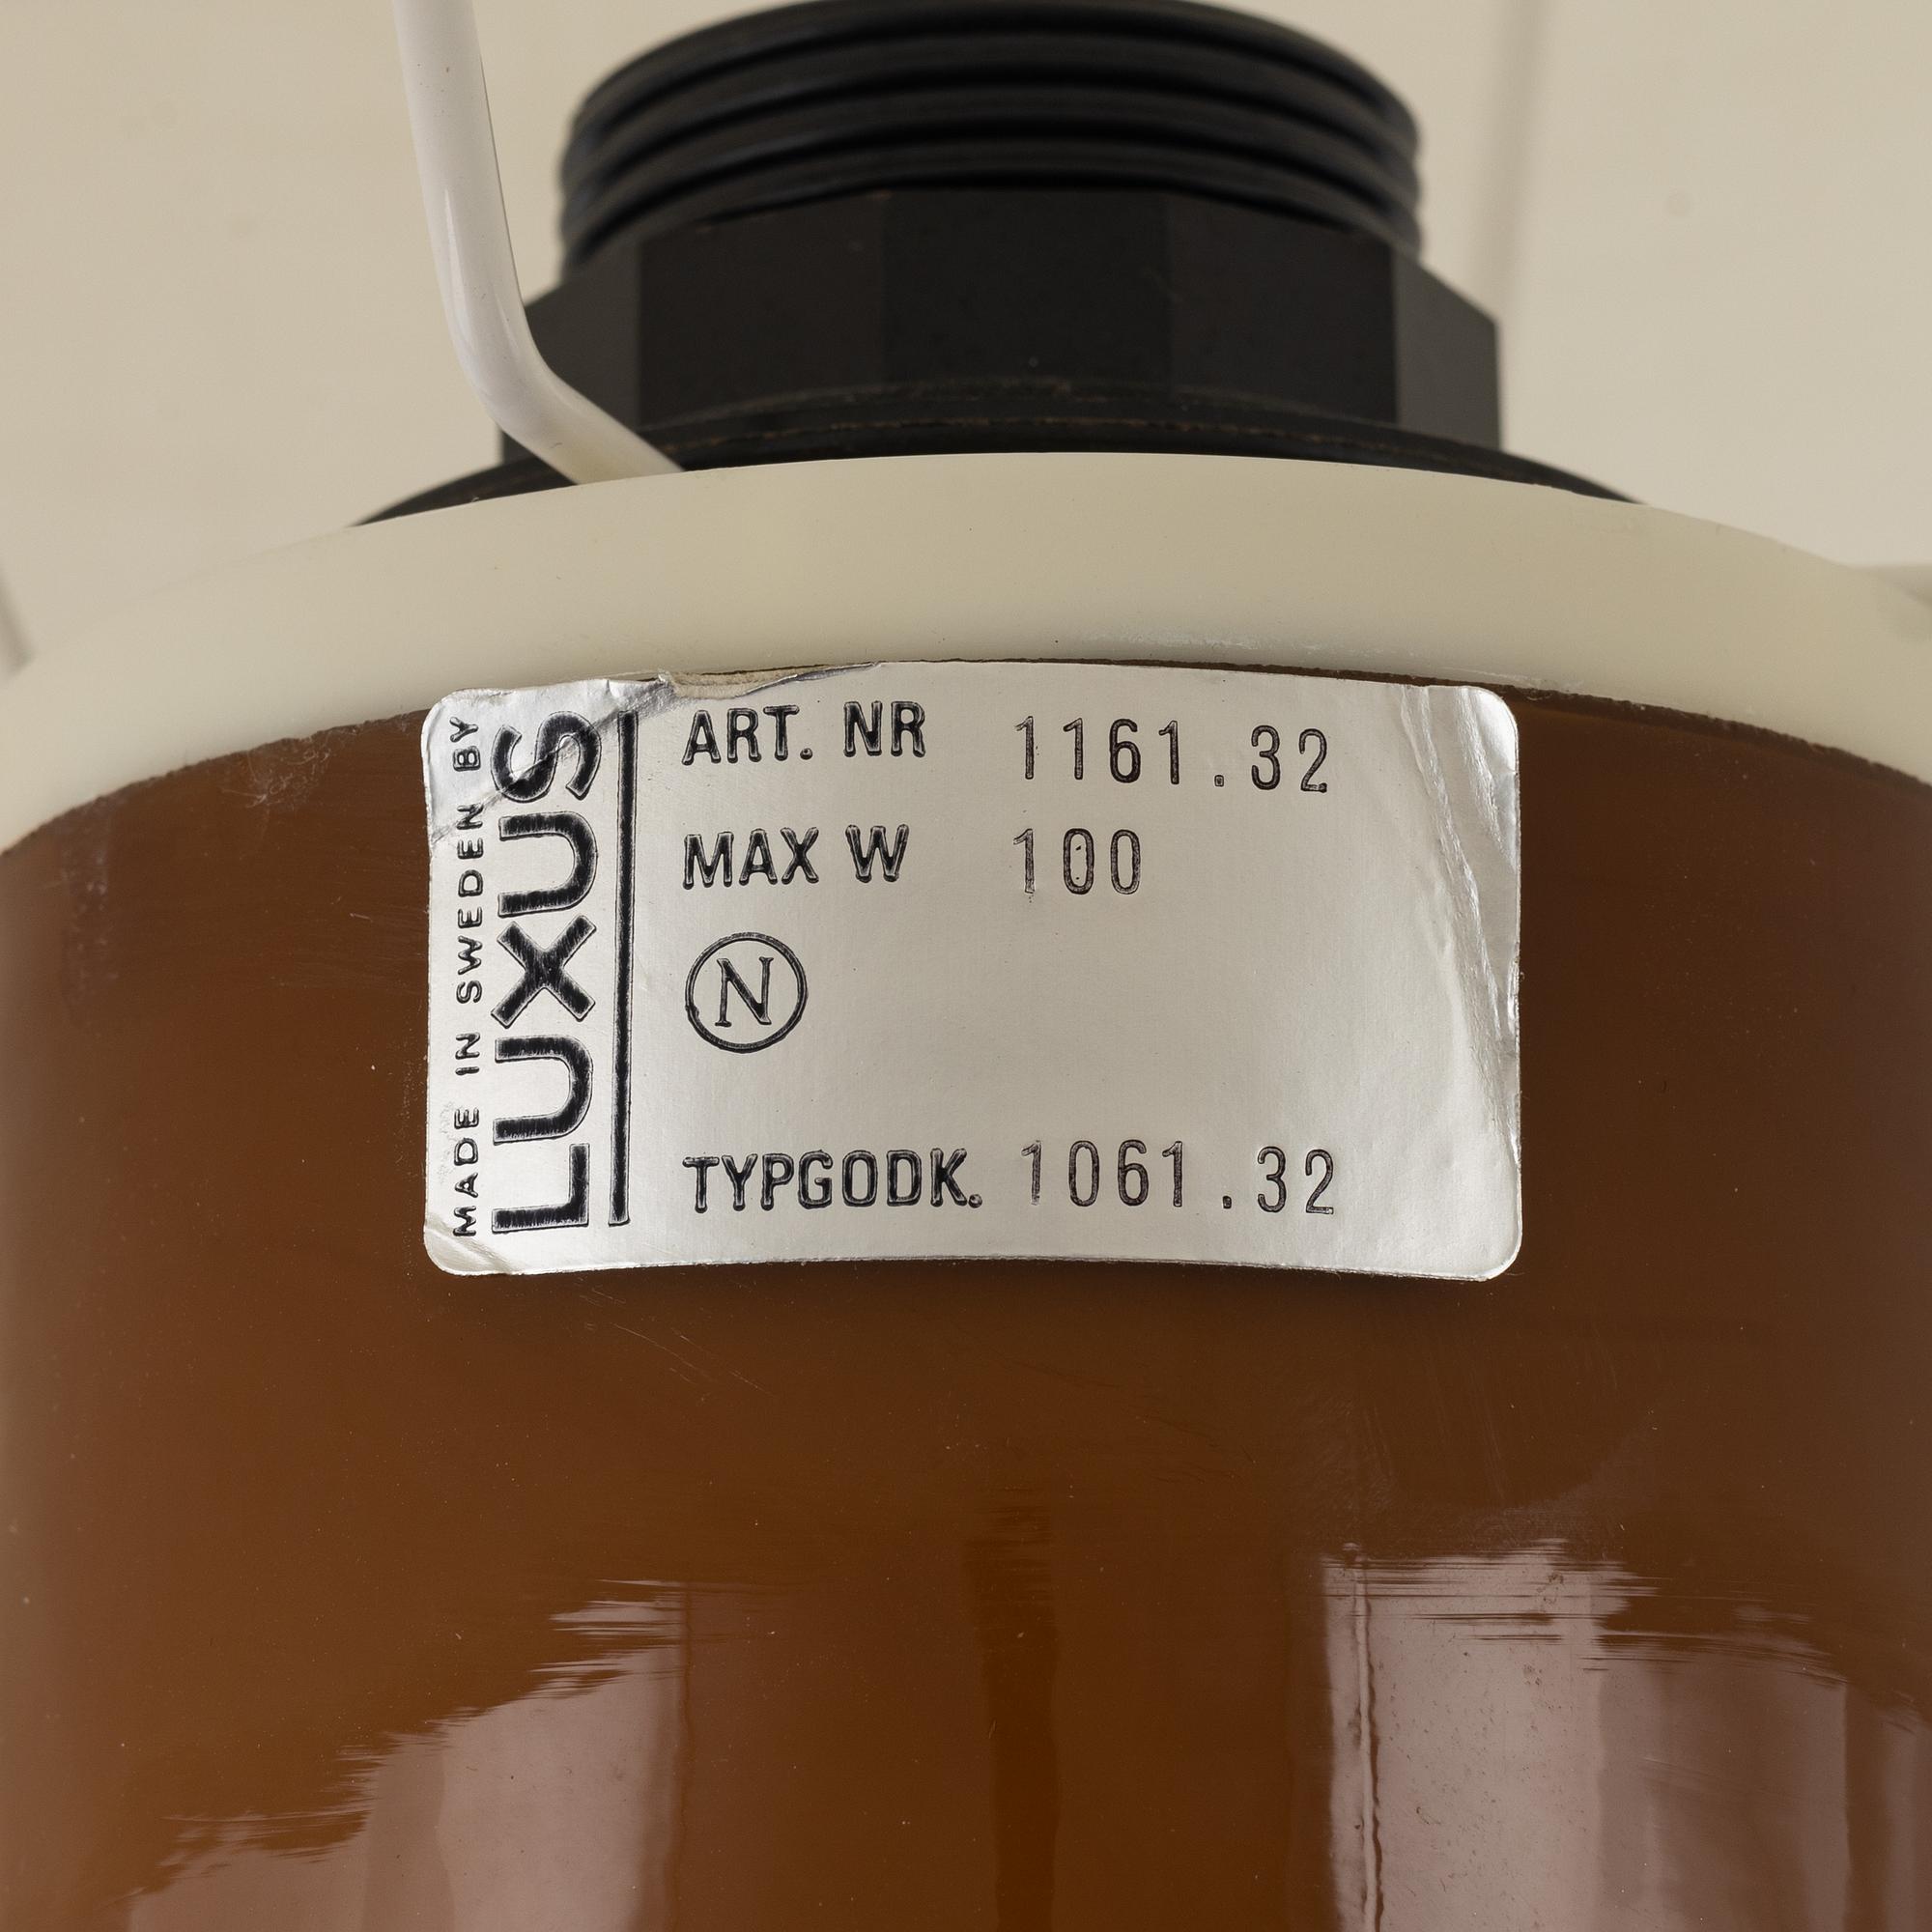 MADE IN SWEDEN BY
LUXUS
ART. NR 1161.32
MAX W 100
N
TYPGODK. 1061.32